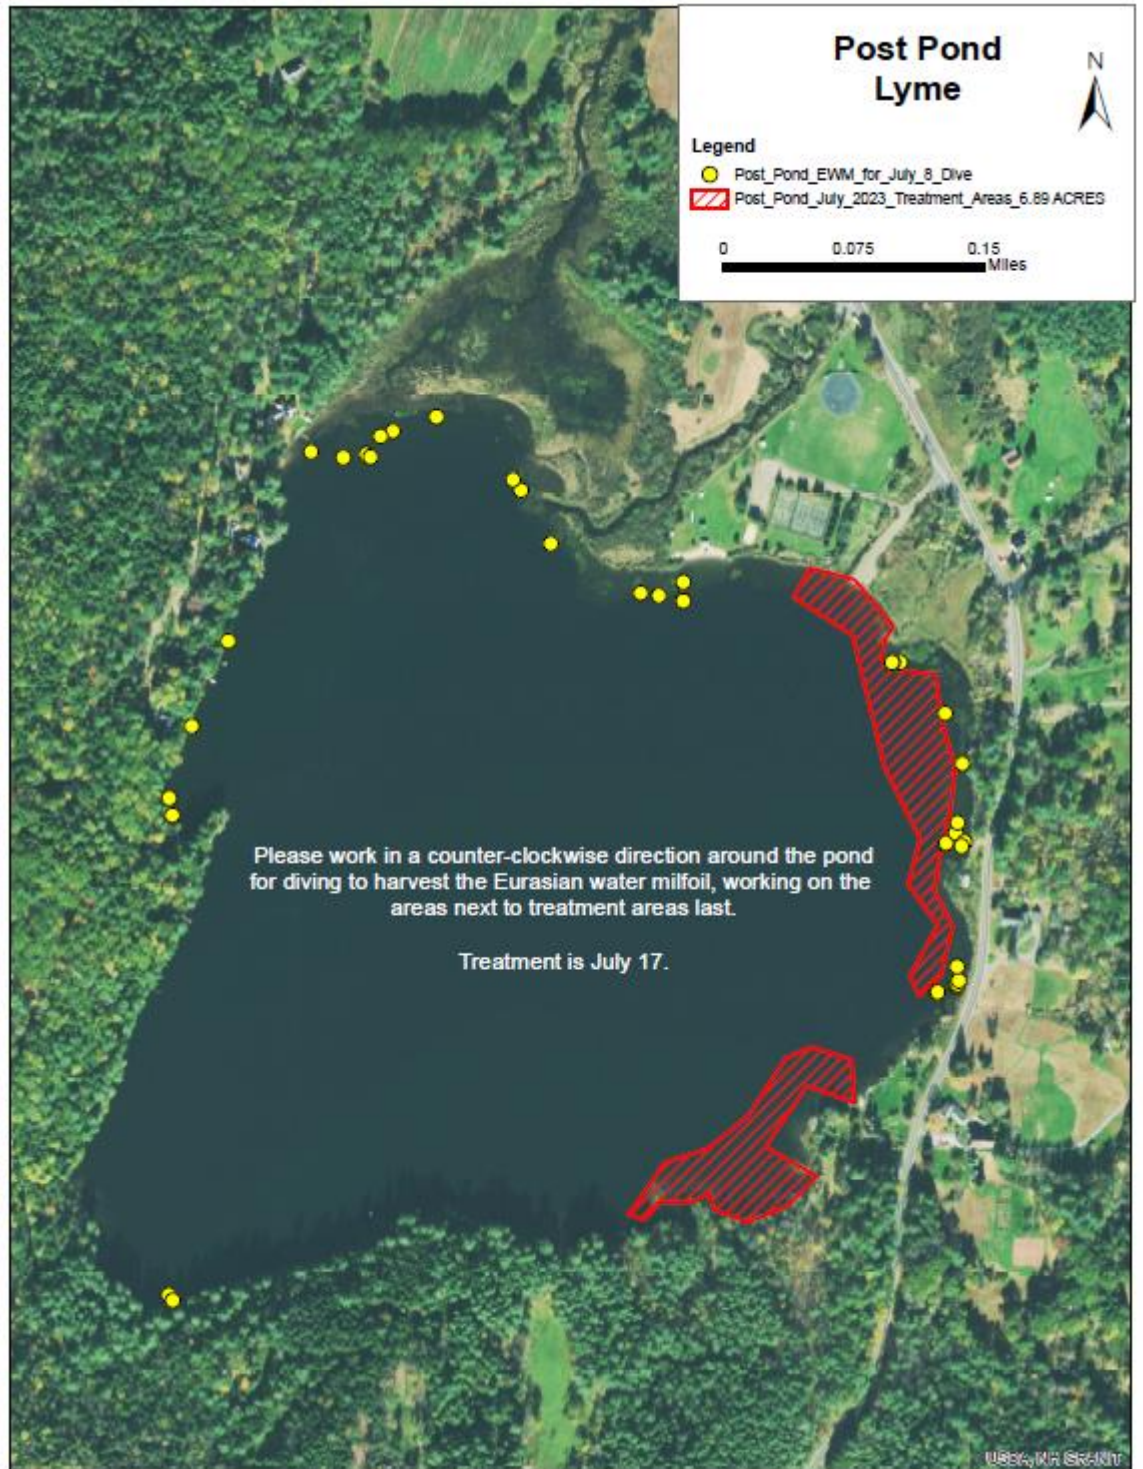 Post Pond
Lyme
N
Legend
Post_Pond_EWM_for_July_8_Dive
Post_Pond_July_2023_Treatment_Areas_6.89 ACRES
0 0.075 0.15
Miles
Please work in a counter-clockwise direction around the pond
for diving to harvest the Eurasian water milfoil, working on the
areas next to treatment areas last.
Treatment is July 17.
USDA, NH GRANIT